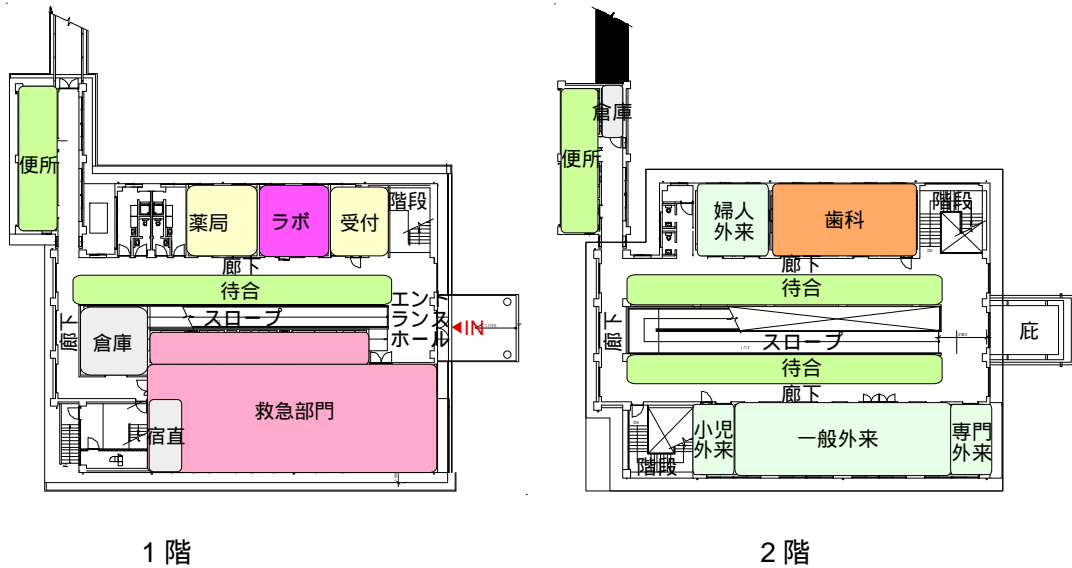 便所
薬局
ラボ
受付
階段
廊下
待合
エント
ランス
ホール
IN
スロープ
廊下
倉庫
救急部門
宿直
1階
倉庫
便所
婦人
外来
歯科
階段
廊下
待合
廊下
スロープ
庇
待合
廊下
小児
外来
一般外来
専門
外来
階段
2階